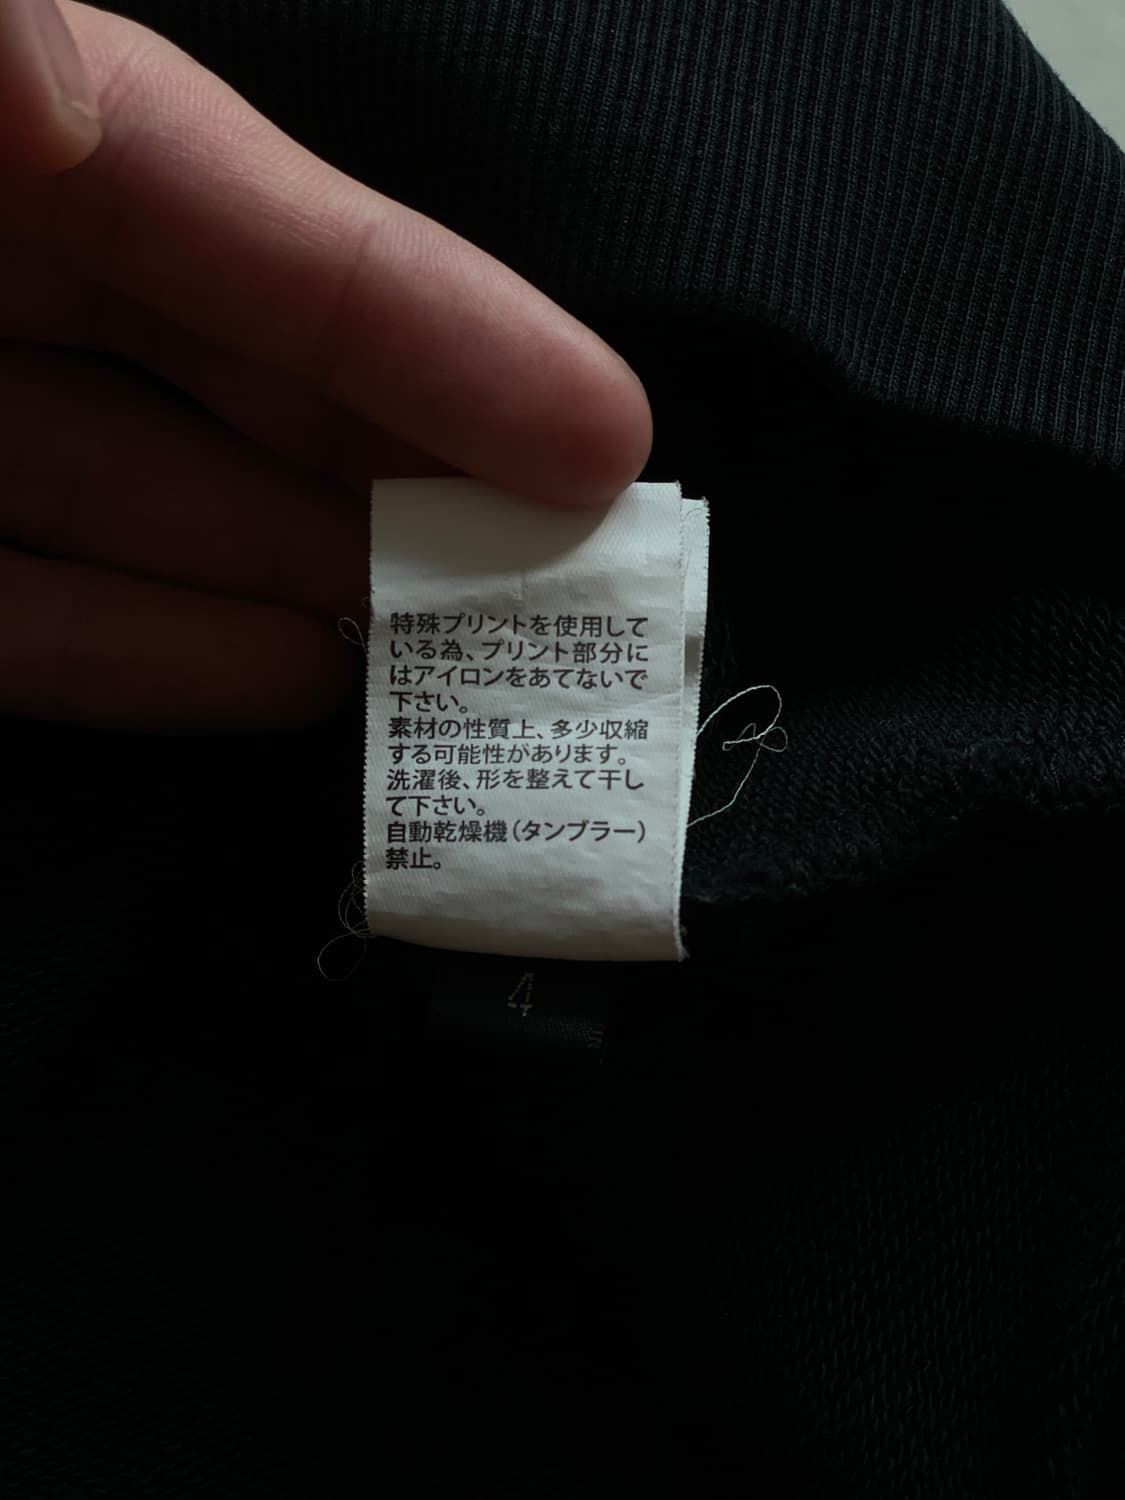 特殊プリントを使用して
いる為、プリント部分に
はアイロンをあてないで
下さい。
素材の性質上、多少収縮
する可能性があります。
洗濯後、形を整えて干し
て下さい。
自動乾燥機（タンブラー）
禁止。
4